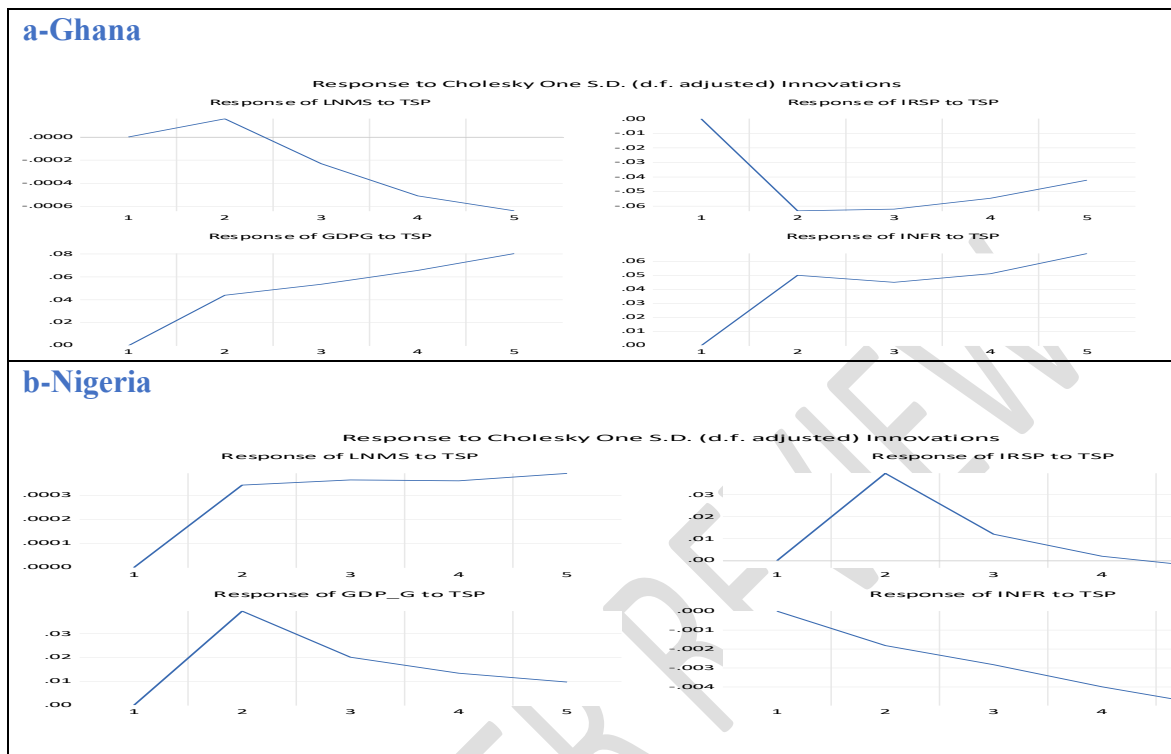 a-Ghana
Response to Cholesky One S.D. (d.f. adjusted) Innovations
Response of LNMS to TSP
.0000
-.0002
-.0004
-.0006
1 2 3 4 5
Response of IRSP to TSP
.00
-.01
-.02
-.03
-.04
-.05
-.06
1 2 3 4 5
Response of GDPG to TSP
.08
.06
.04
.02
.00
1 2 3 4 5
Response of INFR to TSP
.06
.05
.04
.03
.02
.01
.00
1 2 3 4 5
b-Nigeria
Response to Cholesky One S.D. (d.f. adjusted) Innovations
Response of LNMS to TSP
.0003
.0002
.0001
.0000
1 2 3 4 5
Response of IRSP to TSP
.03
.02
.01
.00
1 2 3 4
Response of GDP_G to TSP
.03
.02
.01
.00
1 2 3 4 5
Response of INFR to TSP
.000
-.001
-.002
-.003
-.004
1 2 3 4